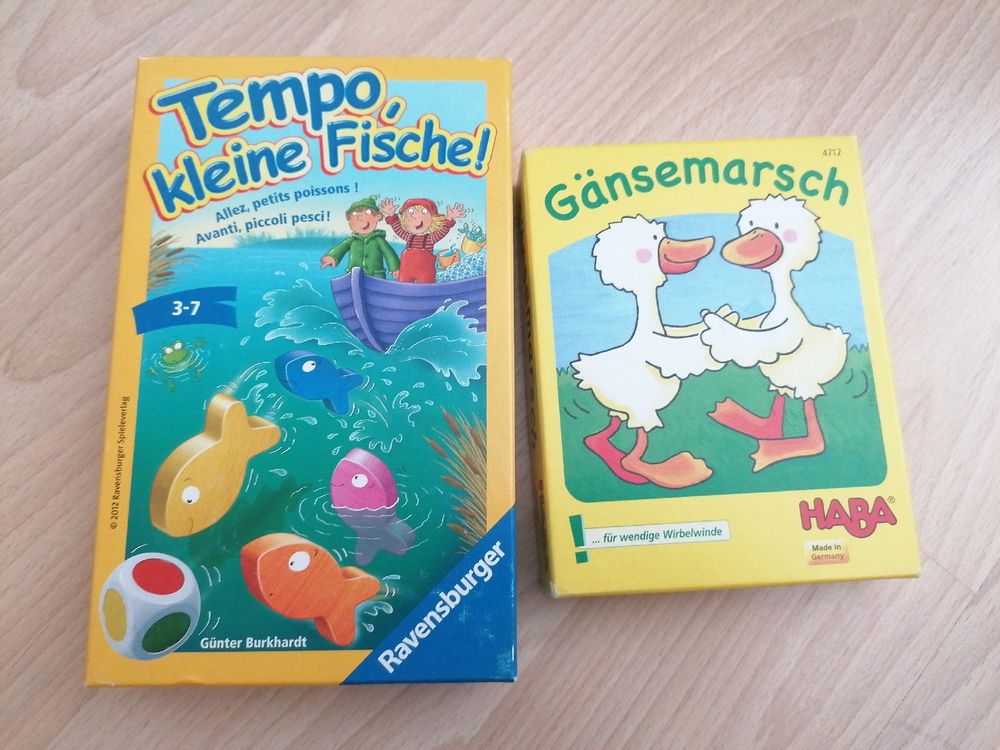 Tempo,
kleine Fische!
Allez, petits poissons !
Avanti, piccoli pesci!
3-7
© 2012 Ravensburger Spieleverlag
Günter Burkhardt
Ravensburger
4712
Gänsemarsch
HABA
... für wendige Wirbelwinde
Made in
Germany